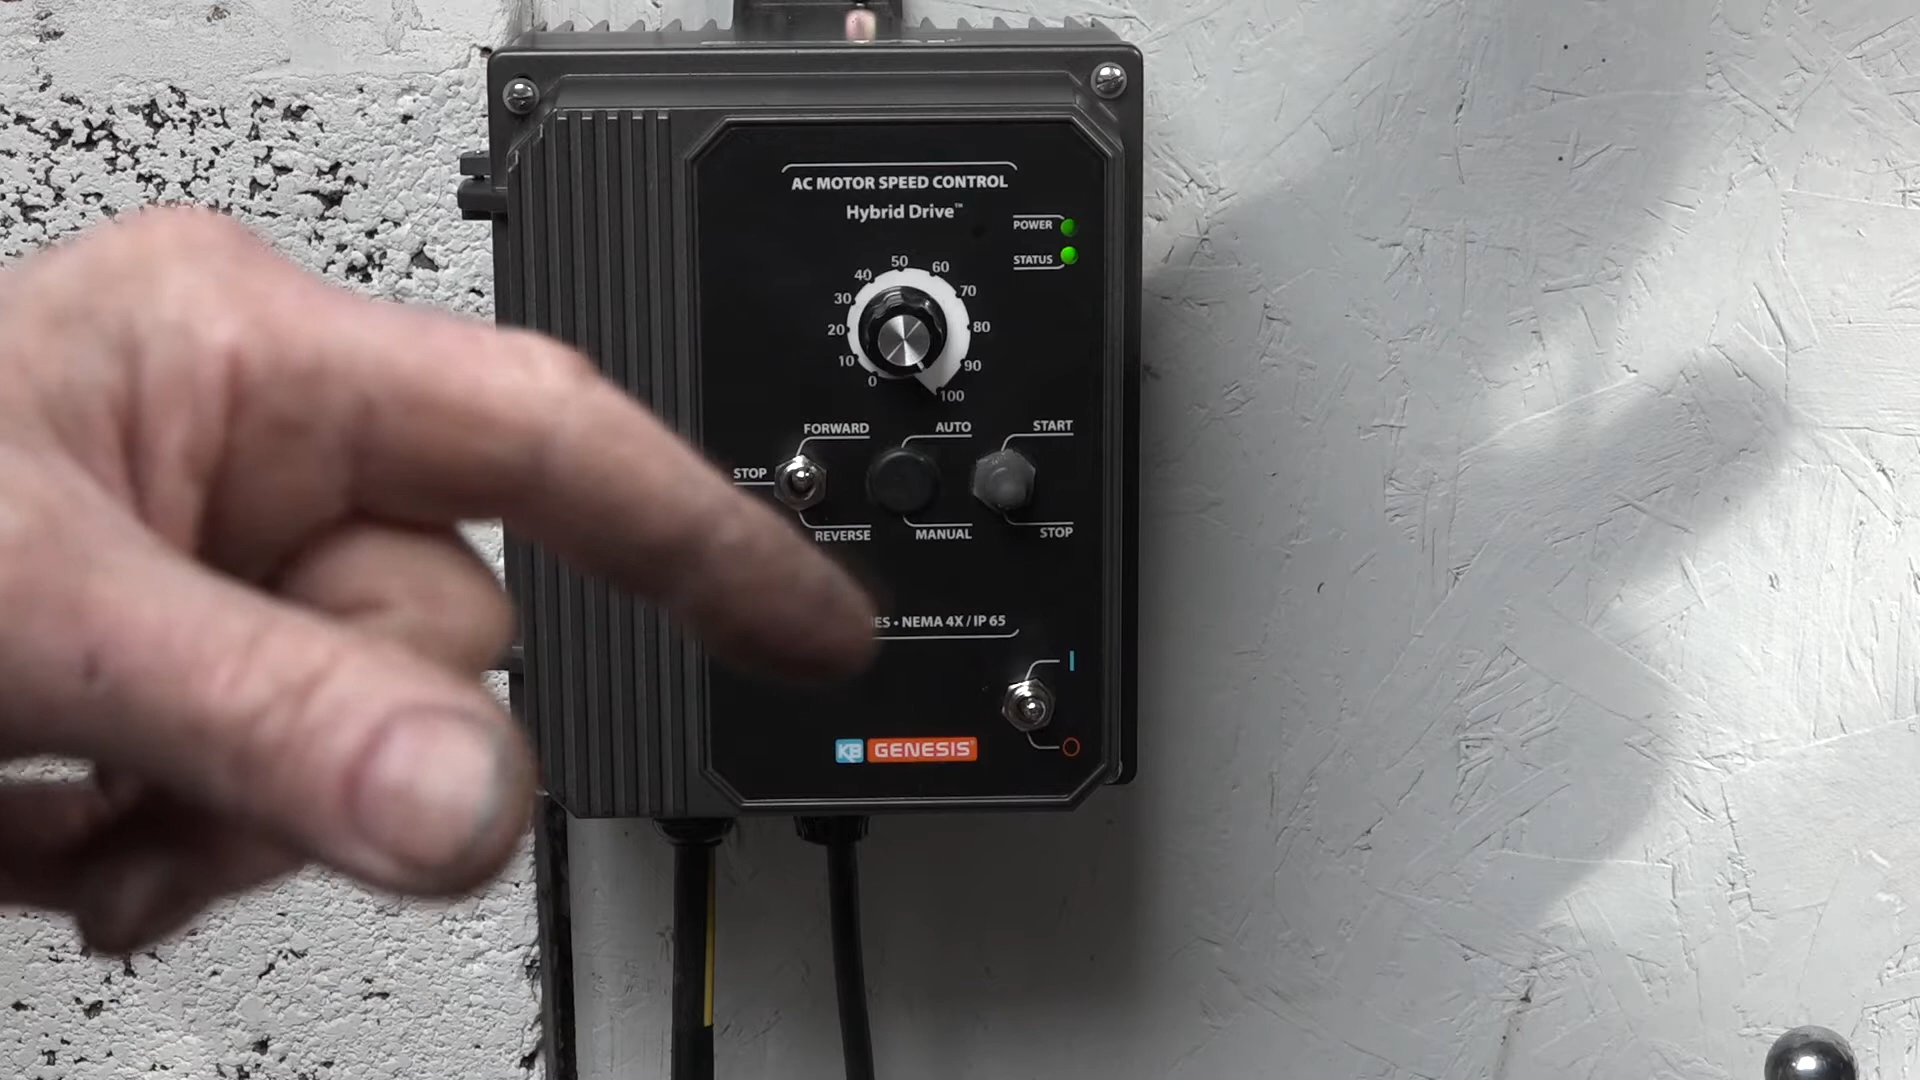 AC MOTOR SPEED CONTROL
Hybrid Drive™
POWER
STATUS
50
40
60
30
70
20
80
10
90
0
100
FORWARD
AUTO
START
STOP
REVERSE
MANUAL
STOP
• NEMA 4X / IP 65
I
O
KB GENESIS®